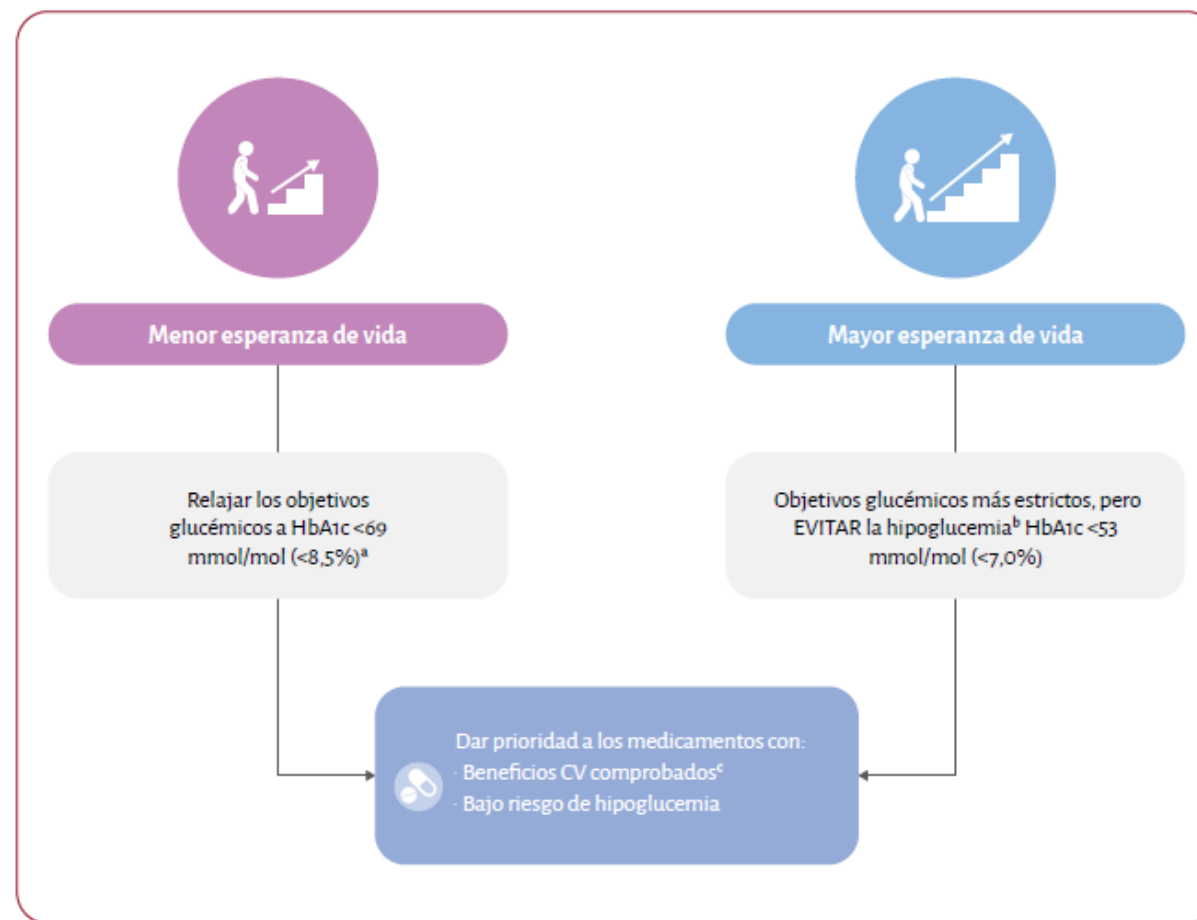 Menor esperanza de vida
Mayor esperanza de vida
Relajar los objetivos
glucémicos a HbA1c <69
mmol/mol (<8,5%)ᵃ
Objetivos glucémicos más estrictos, pero
EVITAR la hipoglucemiaᵇ HbA1c <53
mmol/mol (<7,0%)
Dar prioridad a los medicamentos con:
· Beneficios CV comprobadosᶜ
· Bajo riesgo de hipoglucemia